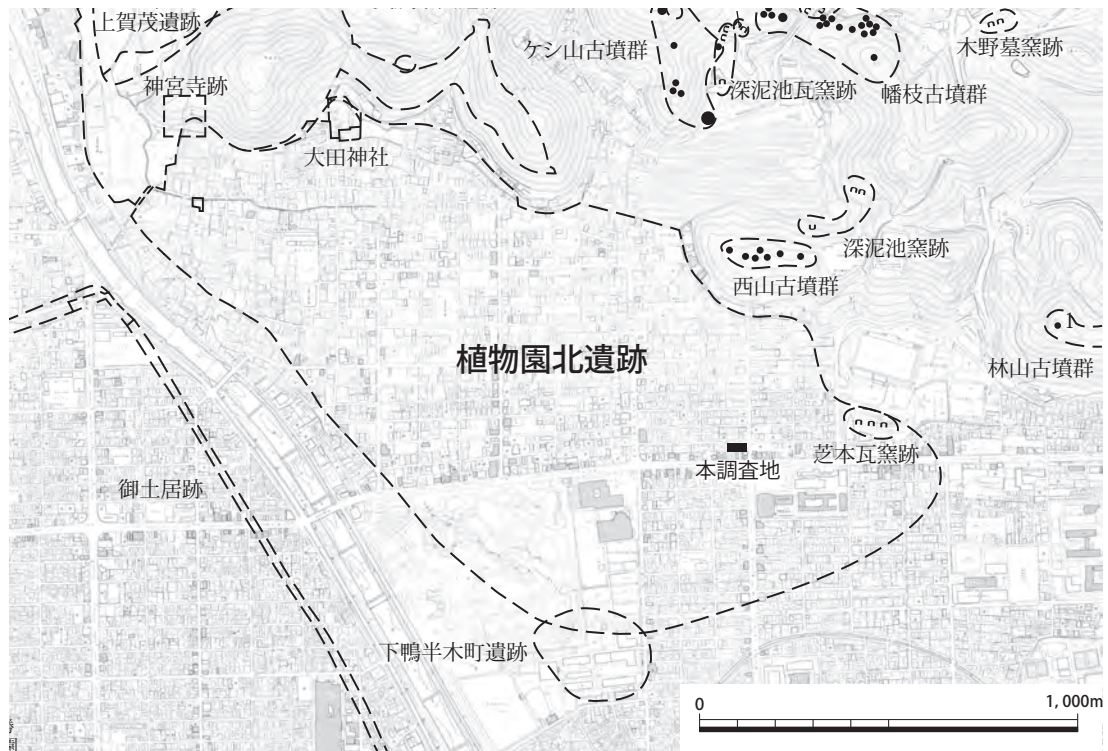 上賀茂遺跡
ケシ山古墳群
木野墓窯跡
神宮寺跡
深泥池瓦窯跡
幡枝古墳群
大田神社
深泥池窯跡
西山古墳群
1
林山古墳群
植物園北遺跡
本調査地
芝本瓦窯跡
御土居跡
下鴨半木町遺跡
0
1,000m
園